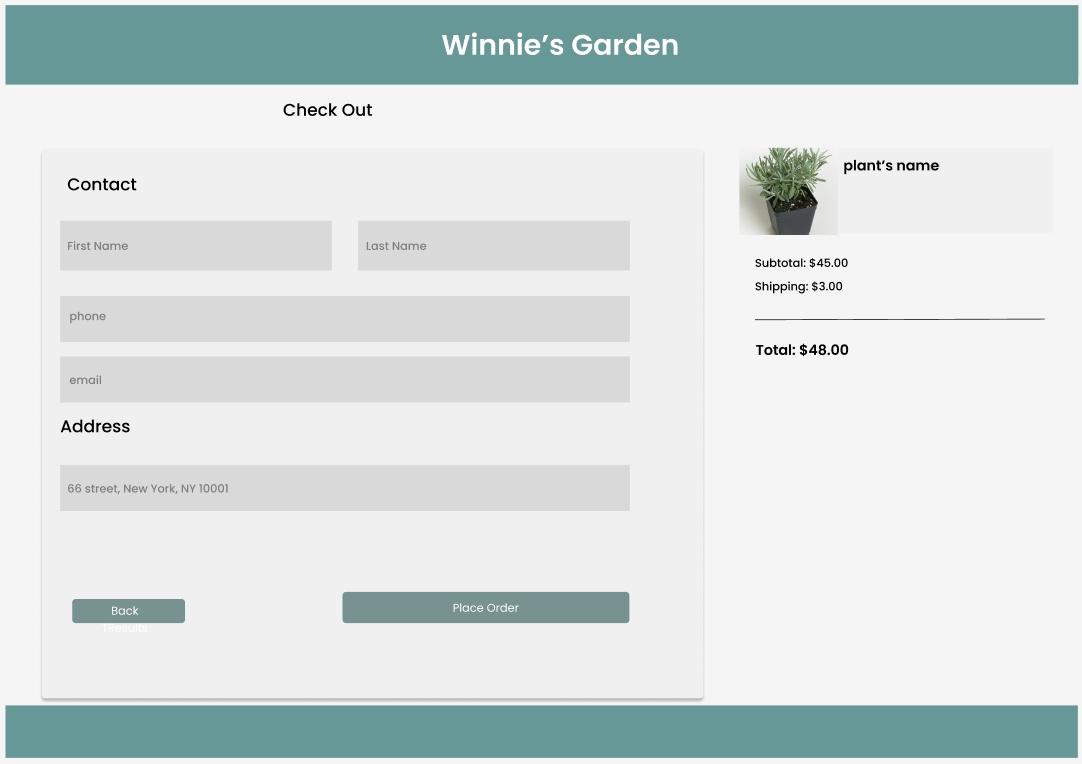 Winnie’s Garden
Check Out
Contact
First Name
Last Name
phone
email
Address
66 street, New York, NY 10001
Back
1Results
Place Order
plant’s name
Subtotal: $45.00
Shipping: $3.00
Total: $48.00